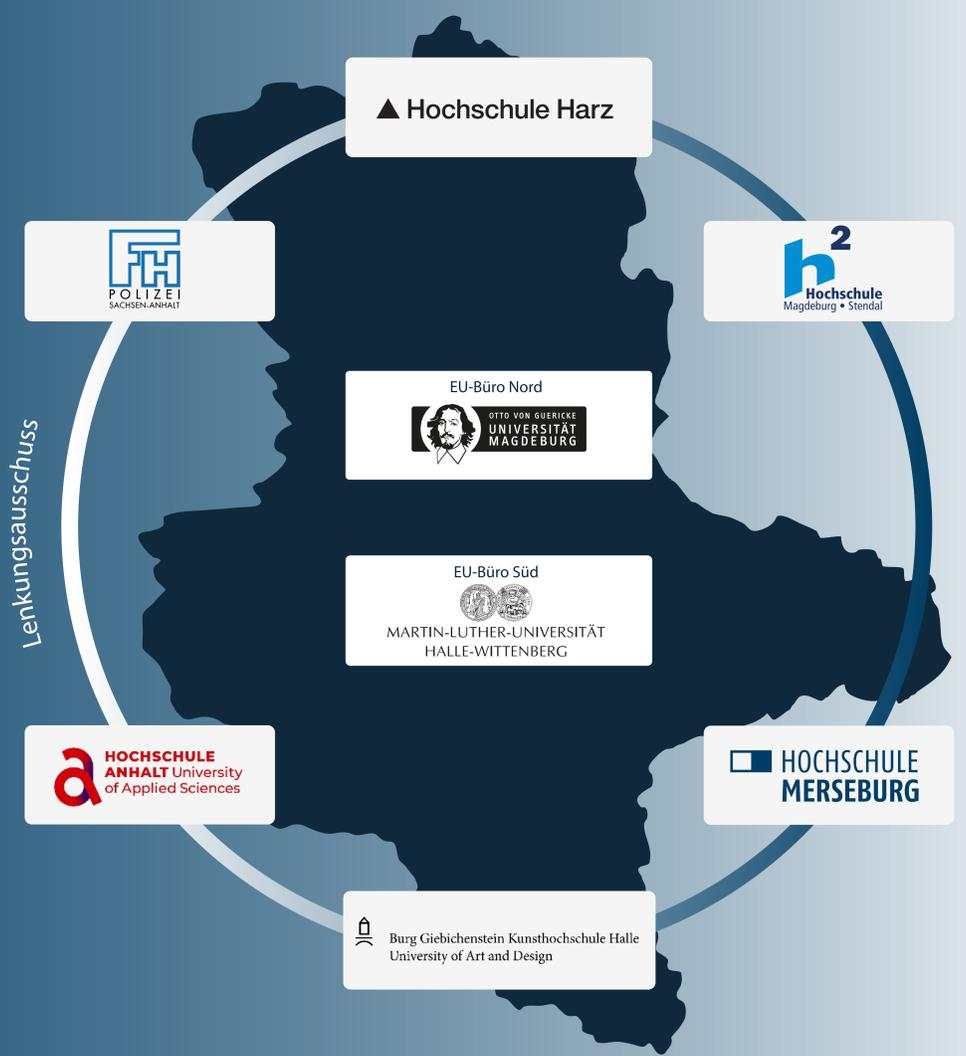 Hochschule Harz
FH
POLIZEI
SACHSEN-ANHALT
h2
Hochschule
Magdeburg • Stendal
EU-Büro Nord
OTTO VON GUERICKE
UNIVERSITÄT
MAGDEBURG
Lenkungsausschuss
EU-Büro Süd
MARTIN-LUTHER-UNIVERSITÄT
HALLE-WITTENBERG
HOCHSCHULE
ANHALT University
of Applied Sciences
HOCHSCHULE
MERSEBURG
Burg Giebichenstein Kunsthochschule Halle
University of Art and Design